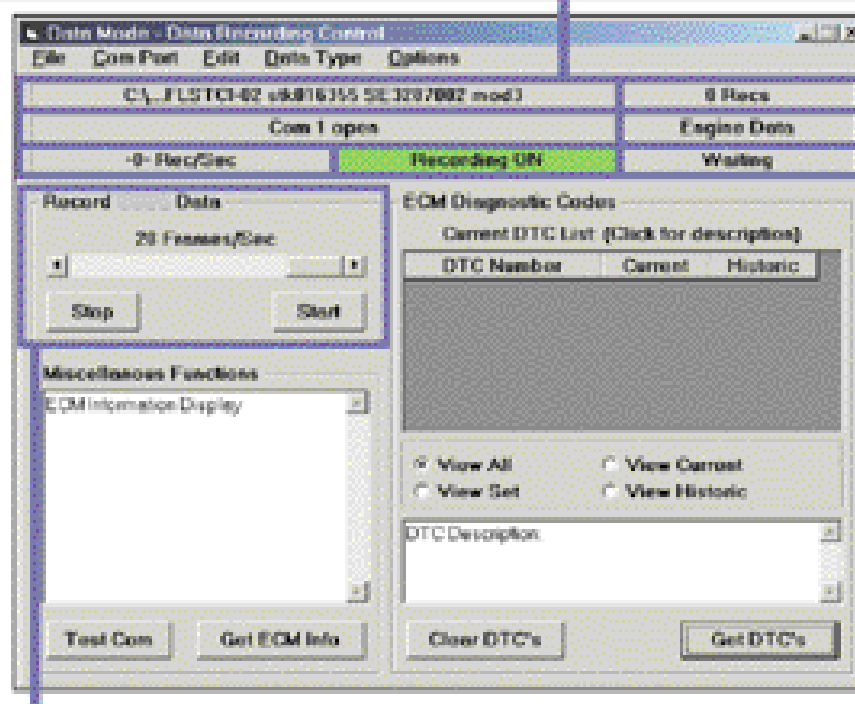 Data Mode - Data Recording Control
File Com Port Edit Data Type Options
0 Recs
Com 1 open Engine Data
-0- Rec/Sec Recording ON Waiting
Record Data
20 Frames/Sec
Stop Start
Miscellaneous Functions
ECM Information Display
Test Com Get ECM Info
ECM Diagnostic Codes
Current DTC List (Click for description)
DTC Number Current Historic
View All View Current
View Set View Historic
DTC Description
Clear DTC's Get DTC's